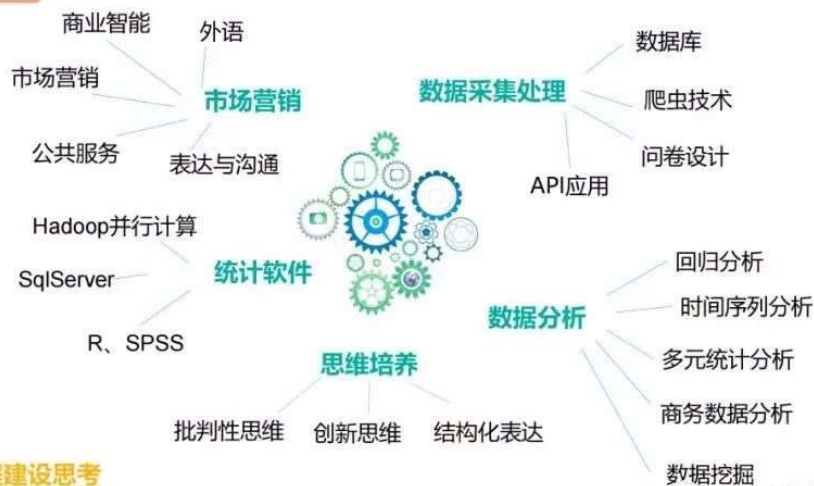 商业智能
外语
市场营销
市场营销
公共服务
表达与沟通
数据采集处理
数据库
爬虫技术
问卷设计
API应用
Hadoop并行计算
SqlServer
统计软件
R、SPSS
数据分析
回归分析
时间序列分析
多元统计分析
商务数据分析
数据挖掘
思维培养
批判性思维
创新思维
结构化表达
建设思考